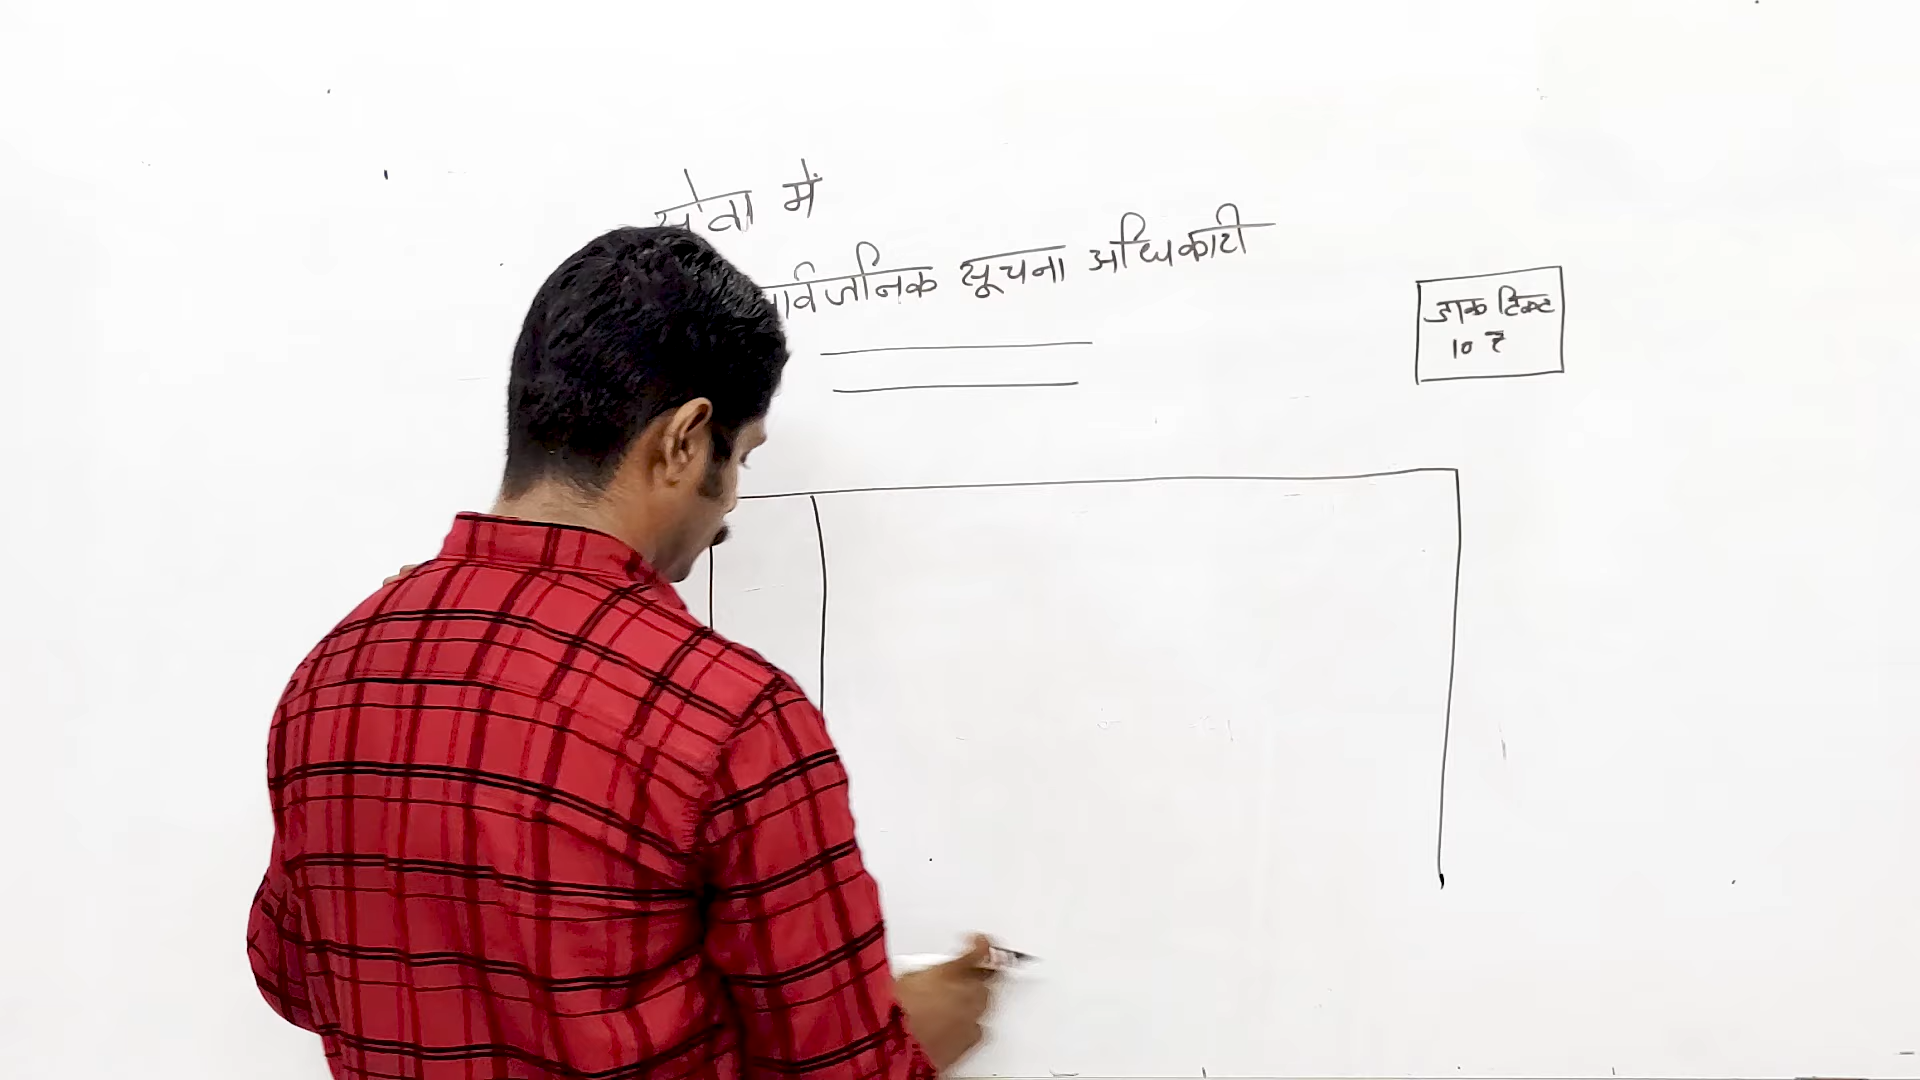 सेवा में
सार्वजनिक सूचना अधिकारी
डाक टिकट
10 ₹